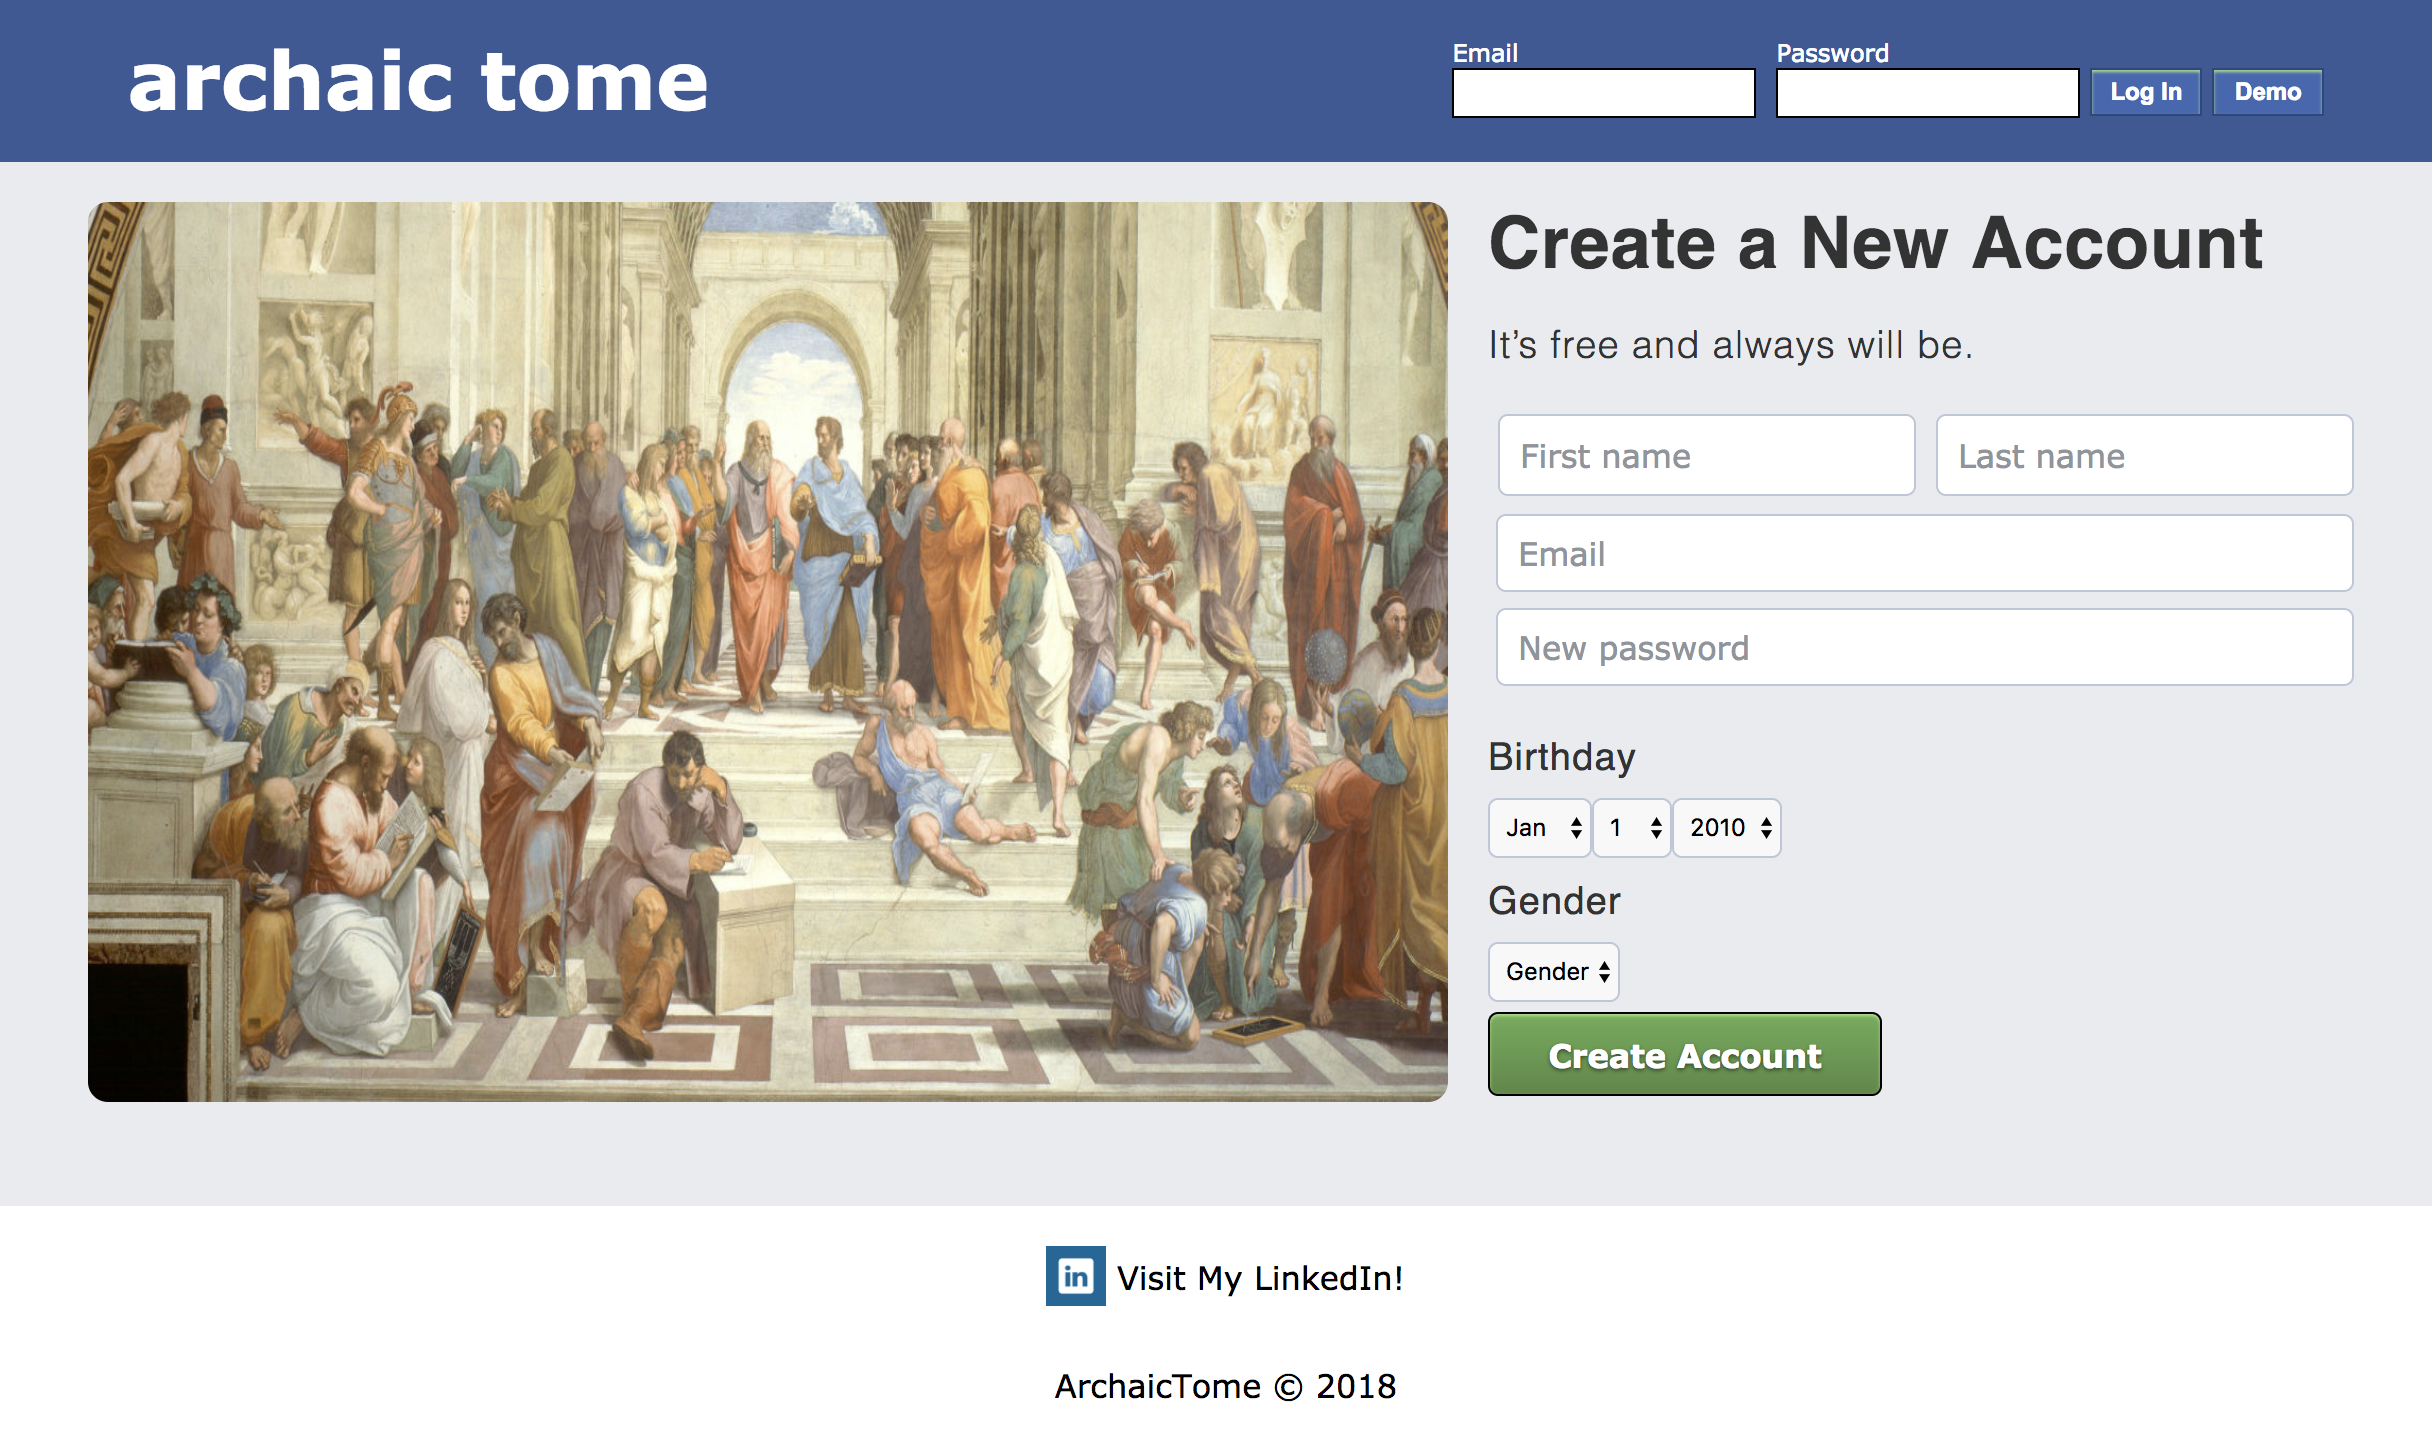 archaic tome
Email Password
Log In Demo
Create a New Account
It’s free and always will be.
First name Last name
Email
New password
Birthday
Jan 1 2010
Gender
Gender
Create Account
in Visit My LinkedIn!
ArchaicTome © 2018